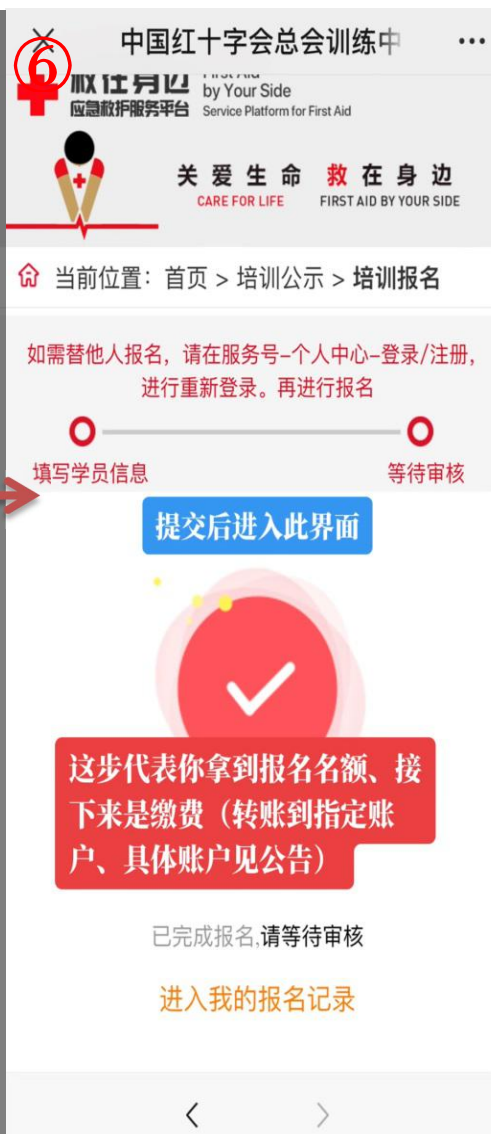 ⑥
中国红十字会总会训练中
by Your Side
应急救护服务平台 Service Platform for First Aid
关爱生命 救在身边
CARE FOR LIFE FIRST AID BY YOUR SIDE
当前位置：首页 > 培训公示 > 培训报名
如需替他人报名，请在服务号-个人中心-登录/注册，
进行重新登录。再进行报名
填写学员信息 等待审核
提交后进入此界面
这步代表你拿到报名名额、接
下来是缴费（转账到指定账
户、具体账户见公告）
已完成报名,请等待审核
进入我的报名记录